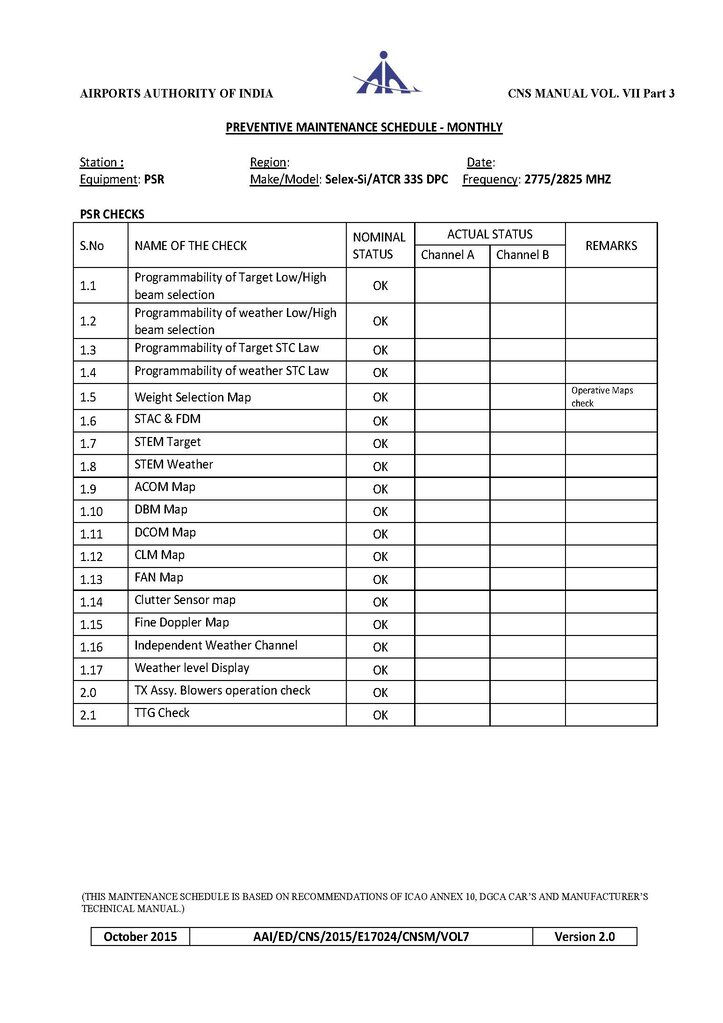 AIRPORTS AUTHORITY OF INDIA CNS MANUAL VOL. VII Part 3
PREVENTIVE MAINTENANCE SCHEDULE - MONTHLY
Station : Region: Date:
Equipment: PSR Make/Model: Selex-Si/ATCR 33S DPC Frequency: 2775/2825 MHZ
PSR CHECKS
S.No NAME OF THE CHECK NOMINAL STATUS ACTUAL STATUS REMARKS
Channel A Channel B
1.1 Programmability of Target Low/High
beam selection OK
1.2 Programmability of weather Low/High
beam selection OK
1.3 Programmability of Target STC Law OK
1.4 Programmability of weather STC Law OK
1.5 Weight Selection Map OK Operative Maps
check
1.6 STAC & FDM OK
1.7 STEM Target OK
1.8 STEM Weather OK
1.9 ACOM Map OK
1.10 DBM Map OK
1.11 DCOM Map OK
1.12 CLM Map OK
1.13 FAN Map OK
1.14 Clutter Sensor map OK
1.15 Fine Doppler Map OK
1.16 Independent Weather Channel OK
1.17 Weather level Display OK
2.0 TX Assy. Blowers operation check OK
2.1 TTG Check OK
(THIS MAINTENANCE SCHEDULE IS BASED ON RECOMMENDATIONS OF ICAO ANNEX 10, DGCA CAR'S AND MANUFACTURER'S
TECHNICAL MANUAL.)
October 2015 AAI/ED/CNS/2015/E17024/CNSM/VOL7 Version 2.0